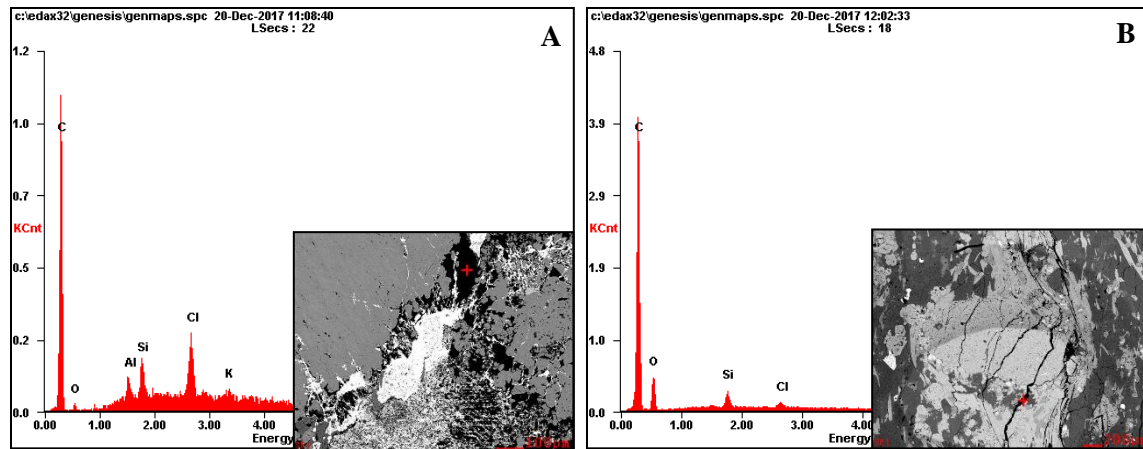 c:\edax32\genesis\genmaps.spc 20-Dec-2017 11:08:40
LSecs : 22
A
1.2
1.0
0.7
KCnt
0.5
0.2
0.0
C
O
Al
Si
Cl
K
0.00 1.00 2.00 3.00 4.00
Energy
c:\edax32\genesis\genmaps.spc 20-Dec-2017 12:02:33
LSecs : 18
B
4.8
3.9
2.9
KCnt
1.9
1.0
0.0
C
O
Si
Cl
0.00 1.00 2.00 3.00 4.00
Energy